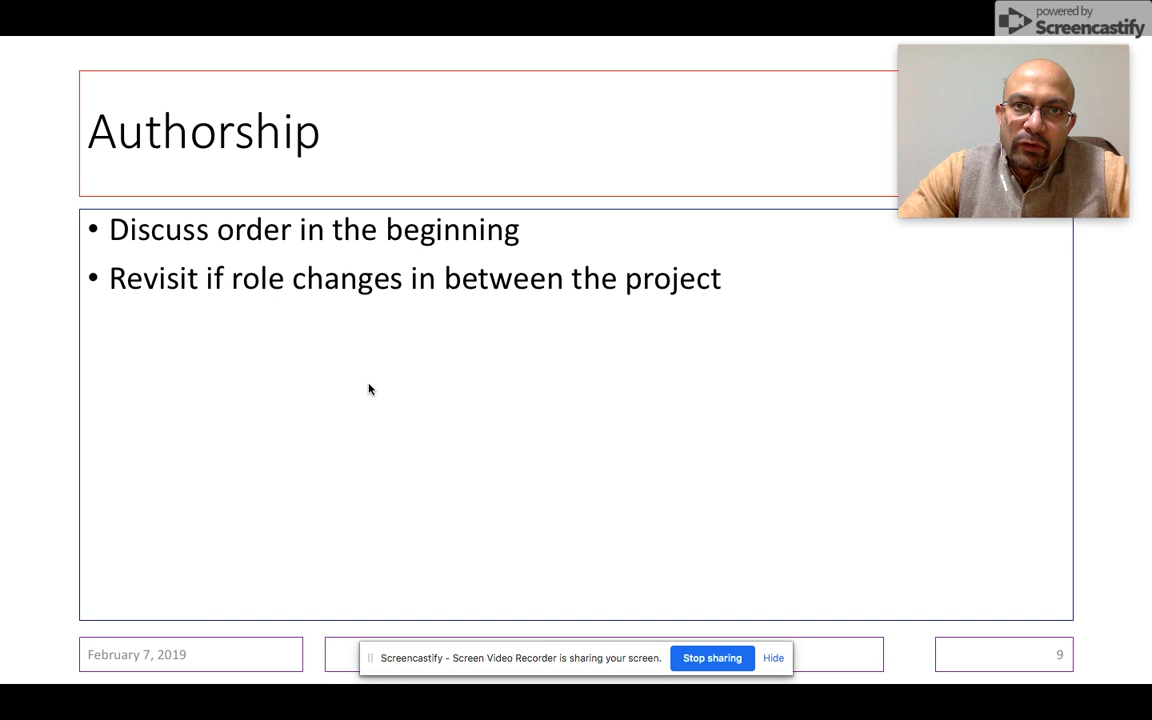 powered by
Screencastify
Authorship
• Discuss order in the beginning
• Revisit if role changes in between the project
February 7, 2019
Screencastify - Screen Video Recorder is sharing your screen.
Stop sharing
Hide
9